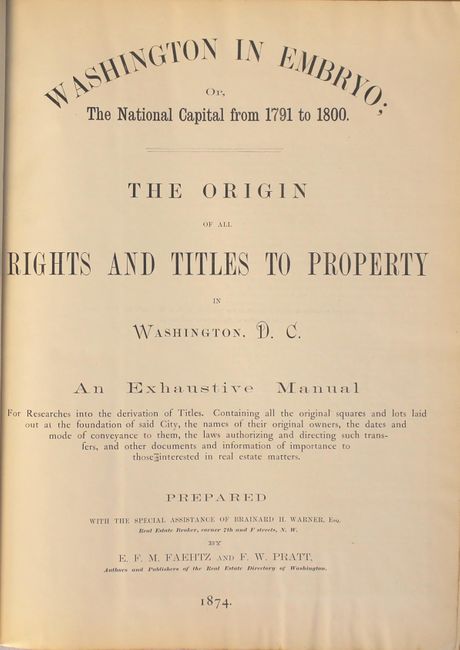 WASHINGTON IN EMBRYO;
Or,
The National Capital from 1791 to 1800.
THE ORIGIN
OF ALL
RIGHTS AND TITLES TO PROPERTY
IN
WASHINGTON, D. C.
An Exhaustive Manual
For Researches into the derivation of Titles. Containing all the original squares and lots laid
out at the foundation of said City, the names of their original owners, the dates and
mode of conveyance to them, the laws authorizing and directing such trans-
fers, and other documents and information of importance to
those interested in real estate matters.
PREPARED
WITH THE SPECIAL ASSISTANCE OF BRAINARD H. WARNER, Esq.
Real Estate Broker, corner 7th and F streets, N. W.
BY
E. F. M. FAEHTZ AND F. W. PRATT,
Authors and Publishers of the Real Estate Directory of Washington.
1874.